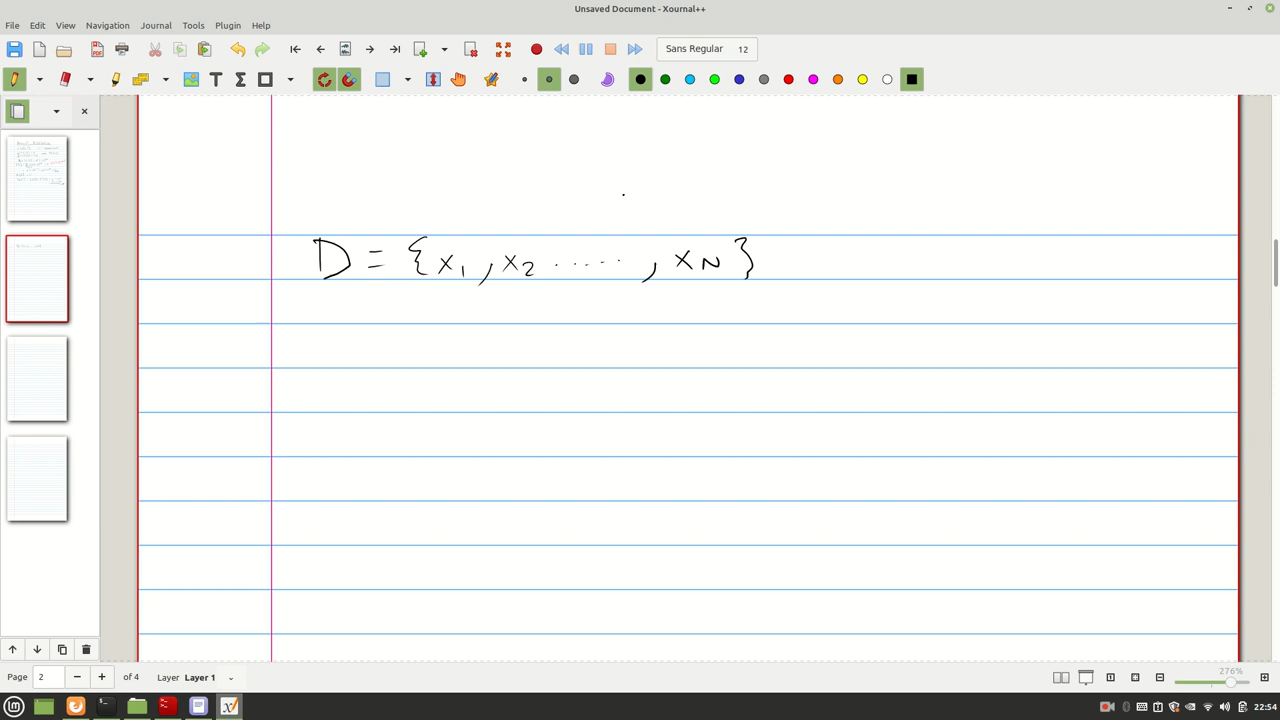 Unsaved Document - Xournal++
File Edit View Navigation Journal Tools Plugin Help
Sans Regular 12
D = {x₁, x₂ ....., xN}
Page 2 of 4 Layer Layer 1
276%
22:54